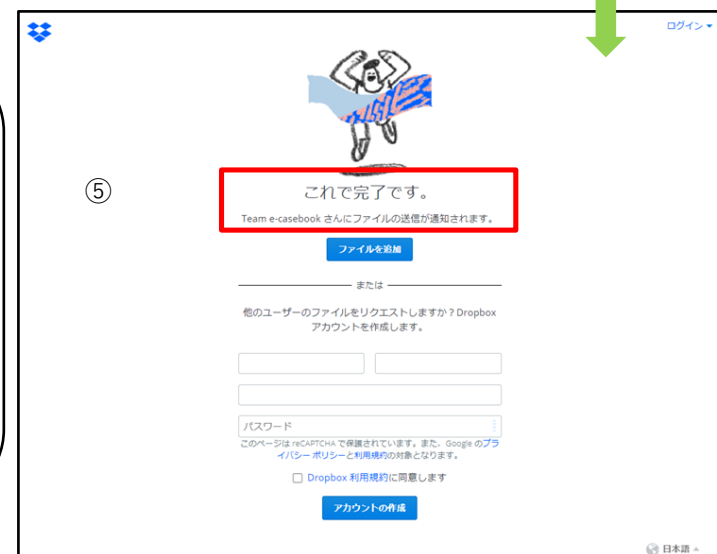 ログイン
⑤
これで完了です。
Team e-casebook さんにファイルの送信が通知されます。
ファイルを追加
または
他のユーザーのファイルをリクエストしますか？Dropbox
アカウントを作成します。
パスワード
このページは reCAPTCHA で保護されています。また、Google のプラ
イバシー ポリシーと利用規約の対象となります。
Dropbox 利用規約に同意します
アカウントの作成
日本語